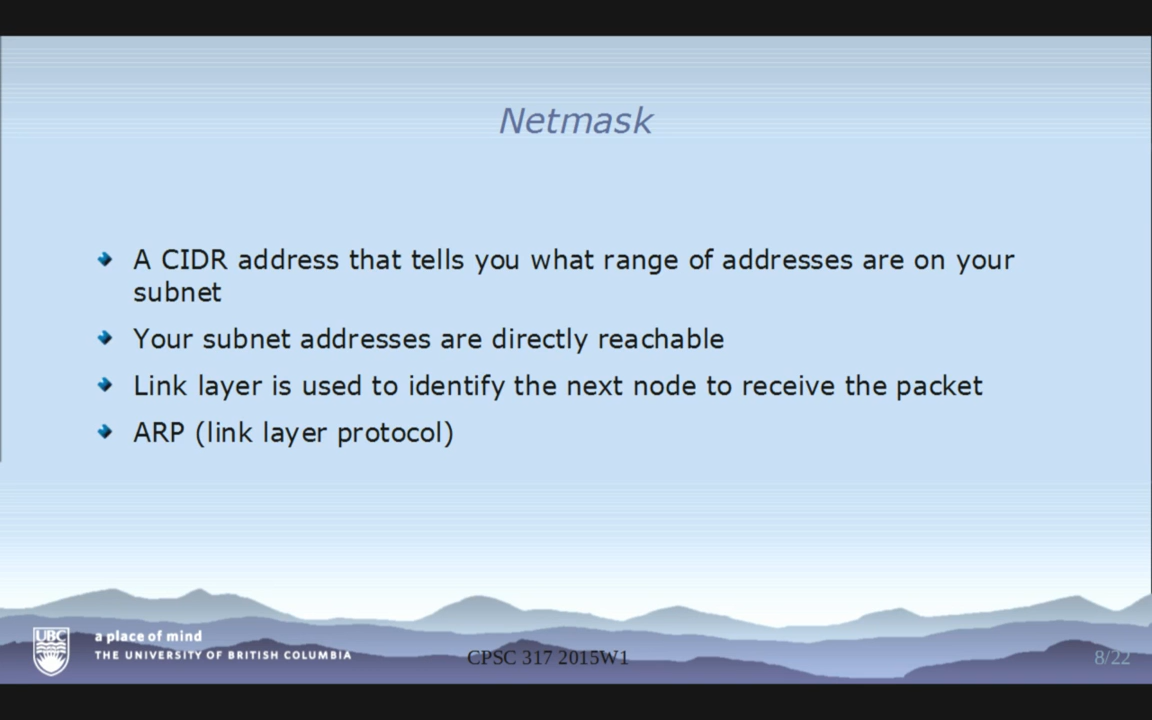 Netmask
A CIDR address that tells you what range of addresses are on your
subnet
Your subnet addresses are directly reachable
Link layer is used to identify the next node to receive the packet
ARP (link layer protocol)
UBC
a place of mind
THE UNIVERSITY OF BRITISH COLUMBIA
CPSC 317 2015W1
8/22